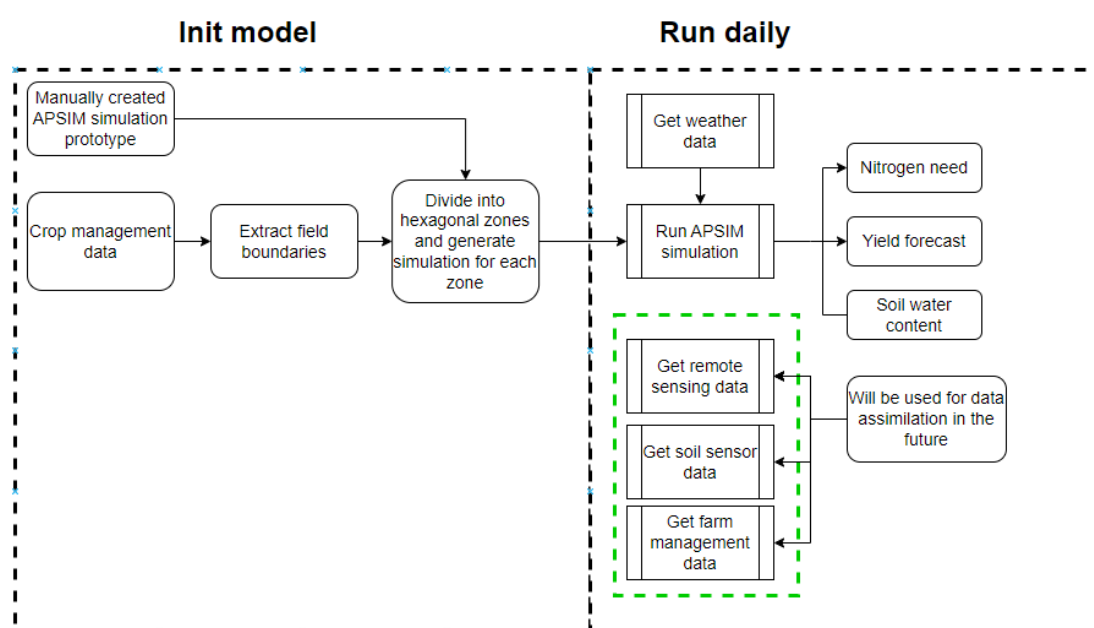 Init model
Run daily
Manually created
APSIM simulation
prototype
Crop management
data
Extract field
boundaries
Divide into
hexagonal zones
and generate
simulation for each
zone
Get weather
data
Run APSIM
simulation
Nitrogen need
Yield forecast
Soil water
content
Get remote
sensing data
Get soil sensor
data
Get farm
management
data
Will be used for data
assimilation in the
future